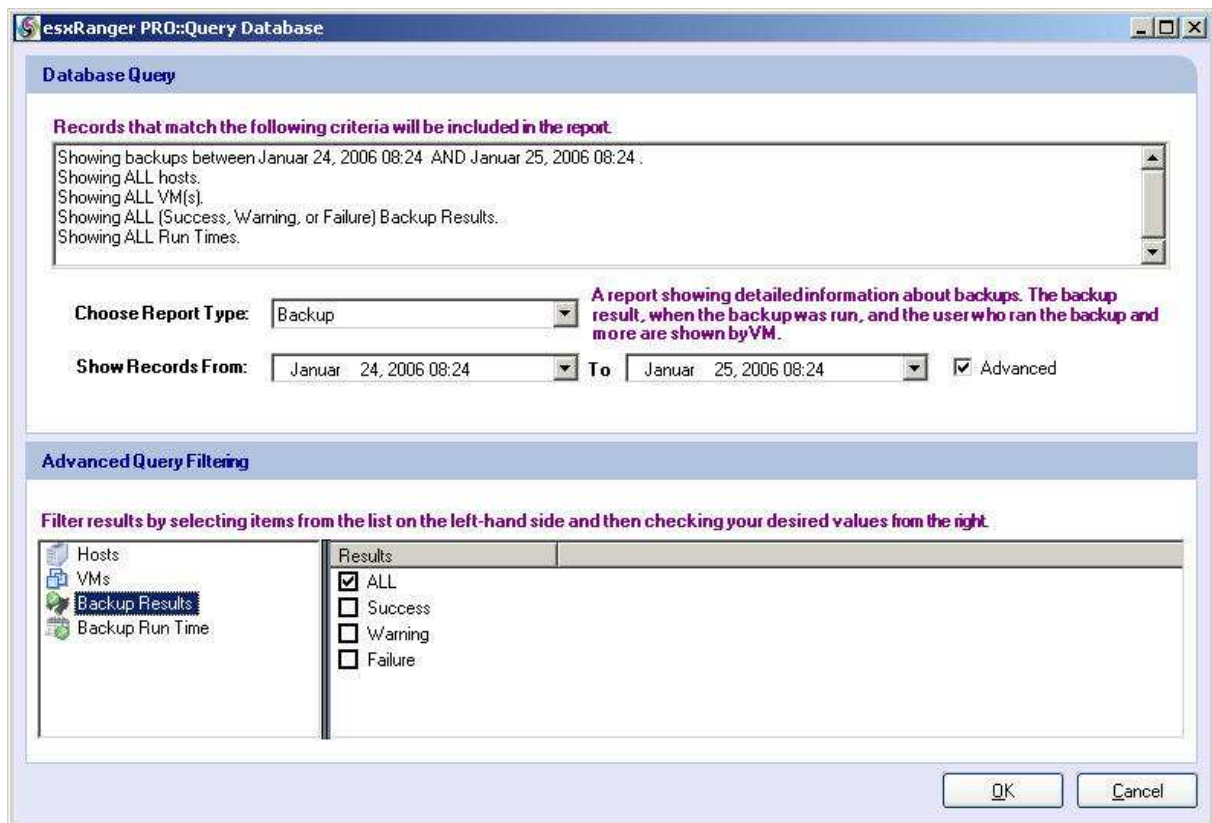 esxRanger PRO::Query Database
Database Query
Records that match the following criteria will be included in the report.
Showing backups between Januar 24, 2006 08:24 AND Januar 25, 2006 08:24 .
Showing ALL hosts.
Showing ALL VM(s).
Showing ALL (Success, Warning, or Failure) Backup Results.
Showing ALL Run Times.
Choose Report Type:
Backup
A report showing detailed information about backups. The backup
result, when the backup was run, and the user who ran the backup and
more are shown by VM.
Show Records From:
Januar 24, 2006 08:24
To
Januar 25, 2006 08:24
Advanced
Advanced Query Filtering
Filter results by selecting items from the list on the left-hand side and then checking your desired values from the right.
Hosts
VMs
Backup Results
Backup Run Time
Results
ALL
Success
Warning
Failure
OK
Cancel